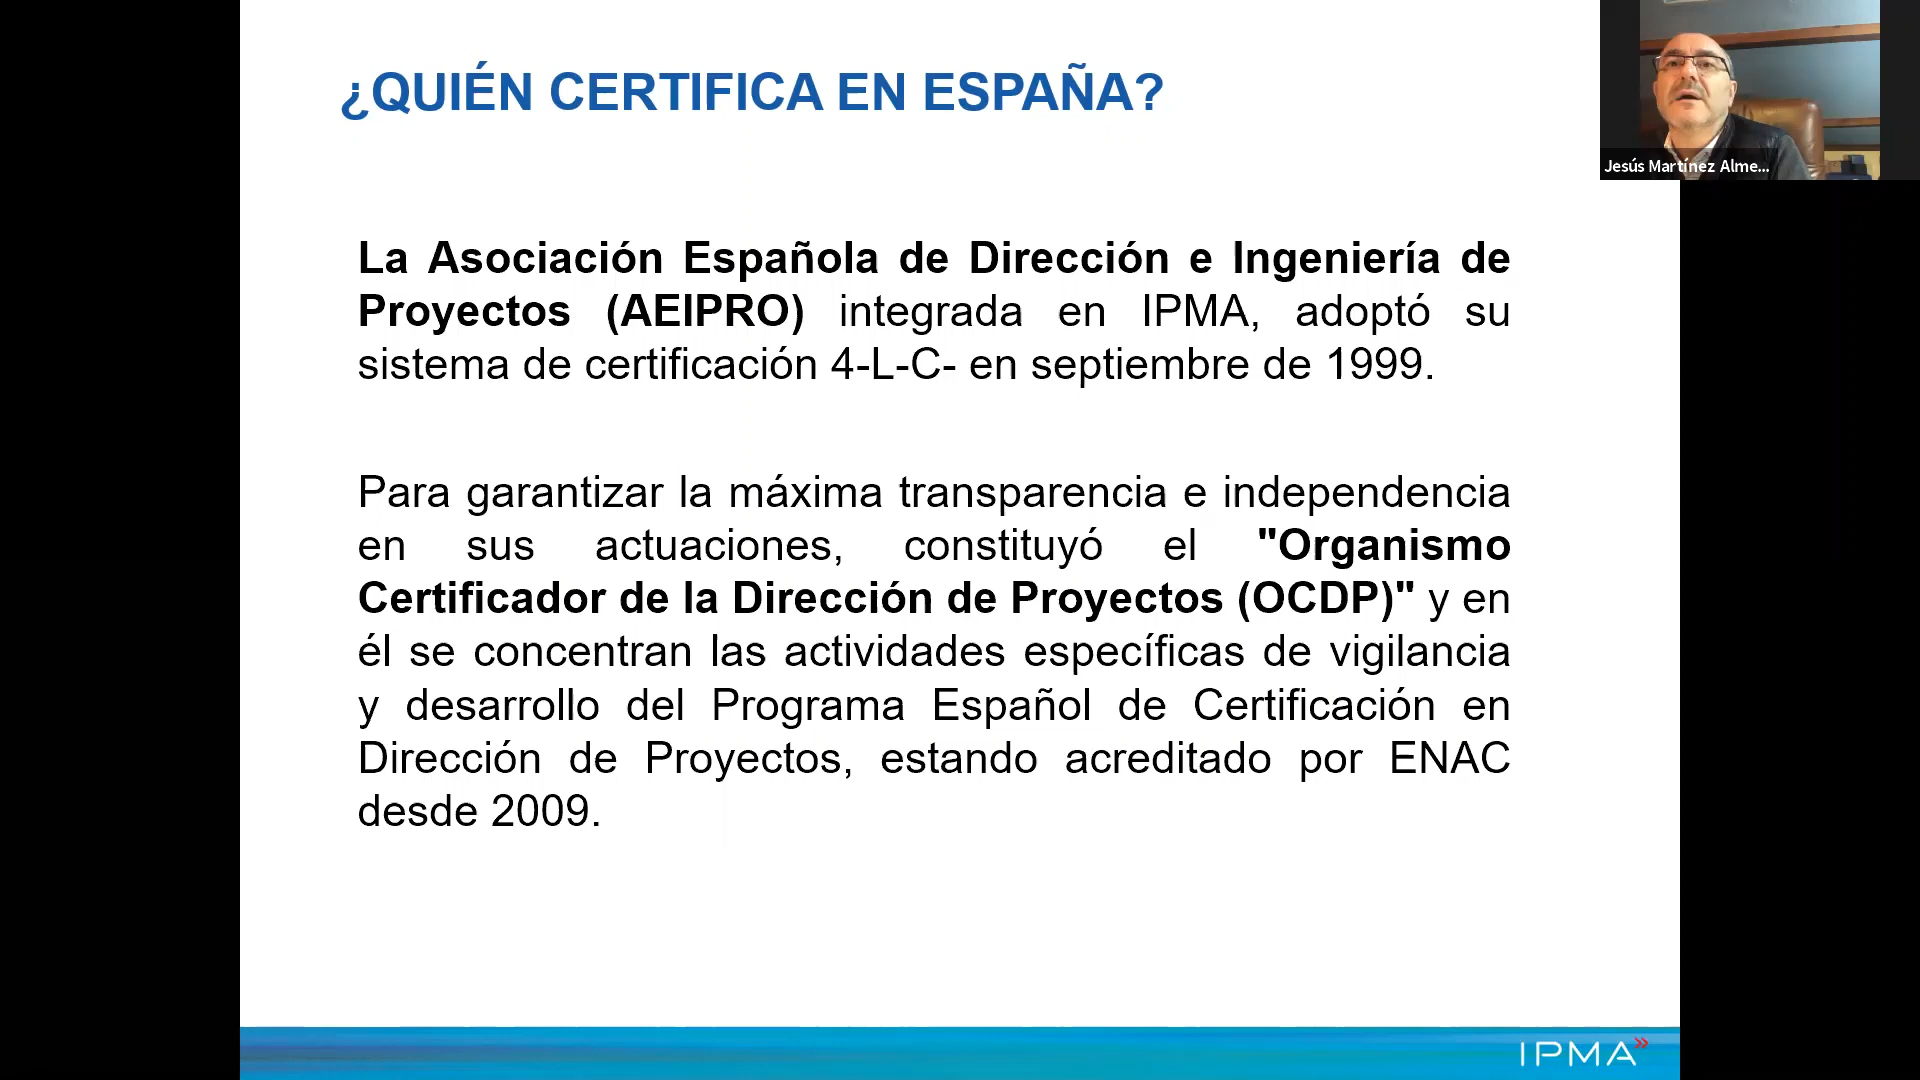 ¿QUIÉN CERTIFICA EN ESPAÑA?
Jesús Martínez Alme...
La Asociación Española de Dirección e Ingeniería de
Proyectos (AEIPRO) integrada en IPMA, adoptó su
sistema de certificación 4-L-C- en septiembre de 1999.
Para garantizar la máxima transparencia e independencia
en sus actuaciones, constituyó el "Organismo
Certificador de la Dirección de Proyectos (OCDP)" y en
él se concentran las actividades específicas de vigilancia
y desarrollo del Programa Español de Certificación en
Dirección de Proyectos, estando acreditado por ENAC
desde 2009.
IPMA